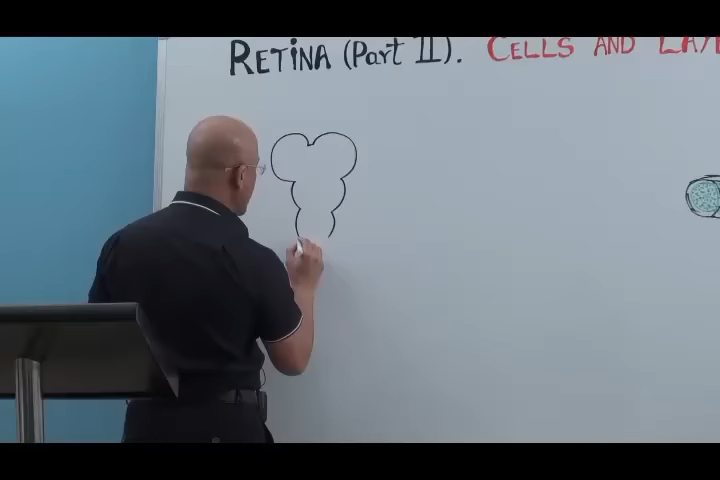 RETINA (Part II). CELLS AND